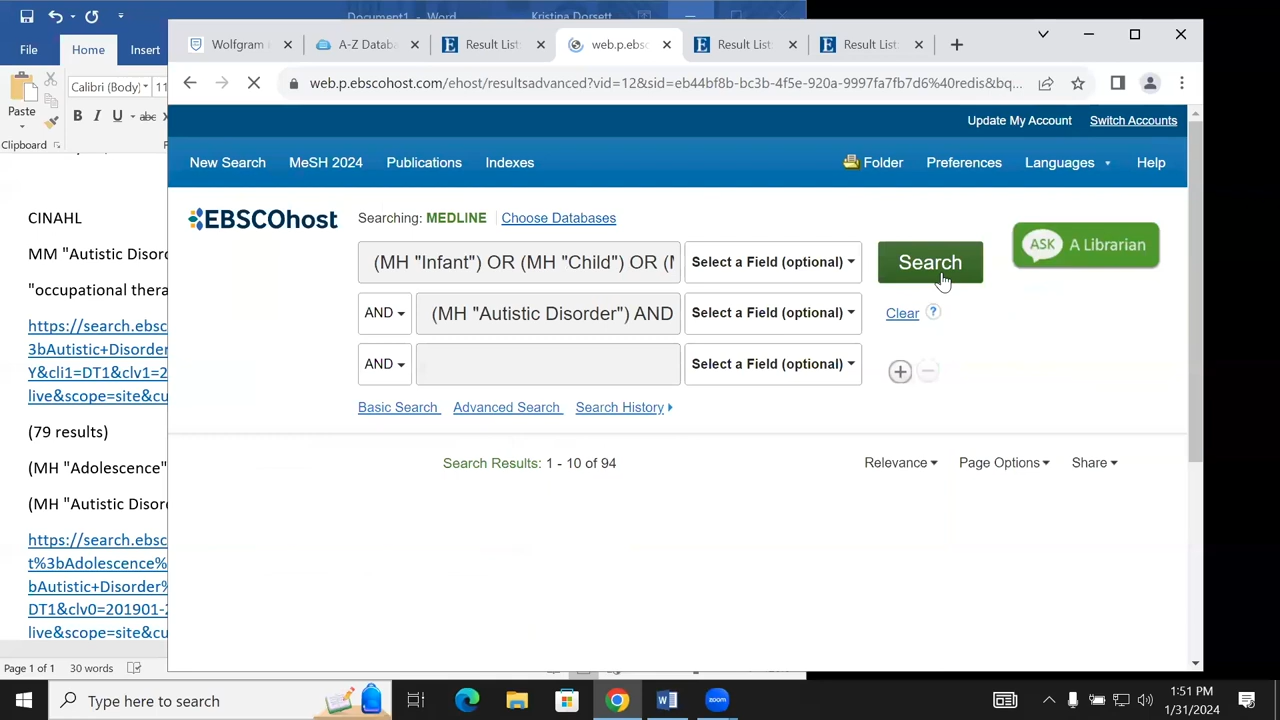 Document1 - Word
Kristina Dorsett
File
Home
Insert
Paste
Calibri (Body)
11
B I U abc
Clipboard
CINAHL
MM "Autistic Disor
"occupational thera
https://search.ebsc
3bAutistic+Disorder
Y&cli1=DT1&clv1=2
live&scope=site&cu
(79 results)
(MH "Adolescence"
(MH "Autistic Disor
https://search.ebsc
t%3bAdolescence%
bAutistic+Disorder%
DT1&clv0=201901-2
live&scope=site&cu
Page 1 of 1 30 words
Wolfgram
A-Z Datab
Result List
web.p.ebs
Result List
Result List
web.p.ebscohost.com/ehost/resultsadvanced?vid=12&sid=eb44bf8b-bc3b-4f5e-920a-9997fa7fb7d6%40redis&bq...
Update My Account Switch Accounts
New Search MeSH 2024 Publications Indexes Folder Preferences Languages Help
EBSCOhost
Searching: MEDLINE Choose Databases
(MH "Infant") OR (MH "Child") OR (M Select a Field (optional) Search
AND (MH "Autistic Disorder") AND Select a Field (optional) Clear ?
AND Select a Field (optional)
ASK A Librarian
Basic Search Advanced Search Search History
Search Results: 1 - 10 of 94 Relevance Page Options Share
Type here to search
zoom
1:51 PM
1/31/2024